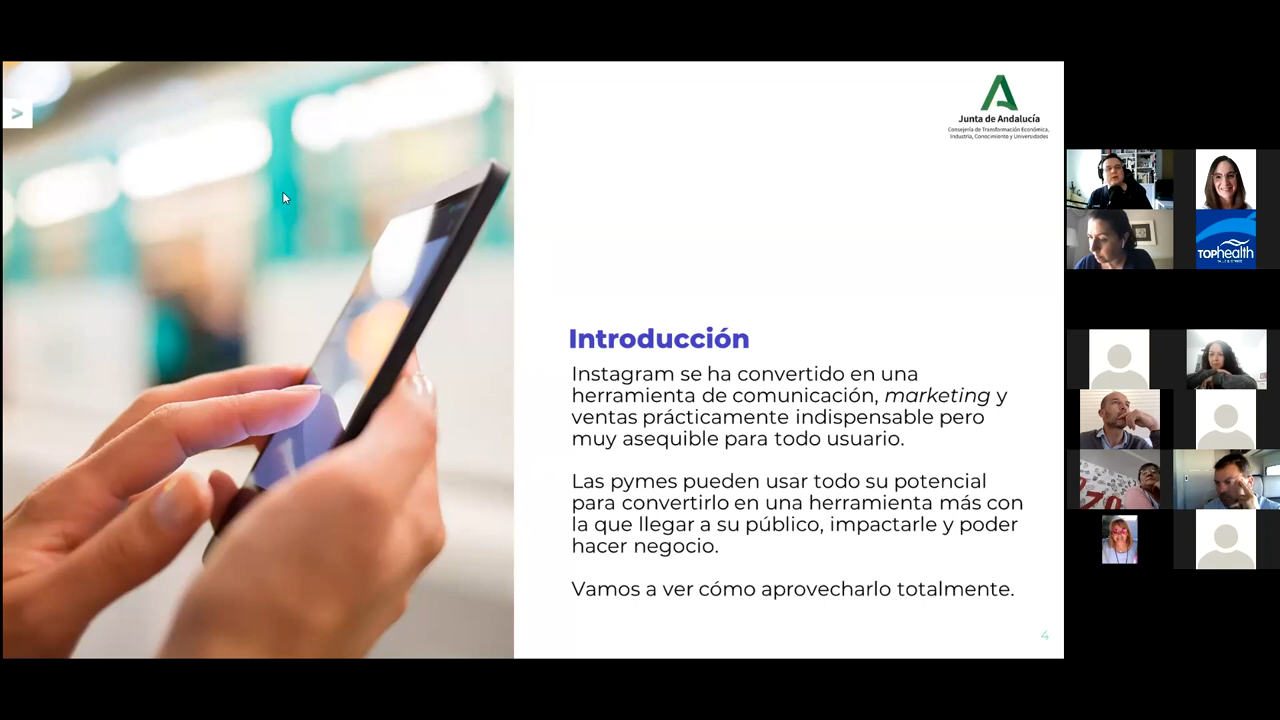 >
Junta de Andalucía
Consejería de Transformación Económica,
Industria, Conocimiento y Universidades
Introducción
Instagram se ha convertido en una
herramienta de comunicación, marketing y
ventas prácticamente indispensable pero
muy asequible para todo usuario.
Las pymes pueden usar todo su potencial
para convertirlo en una herramienta más con
la que llegar a su público, impactarle y poder
hacer negocio.
Vamos a ver cómo aprovecharlo totalmente.
4
TOPhealth